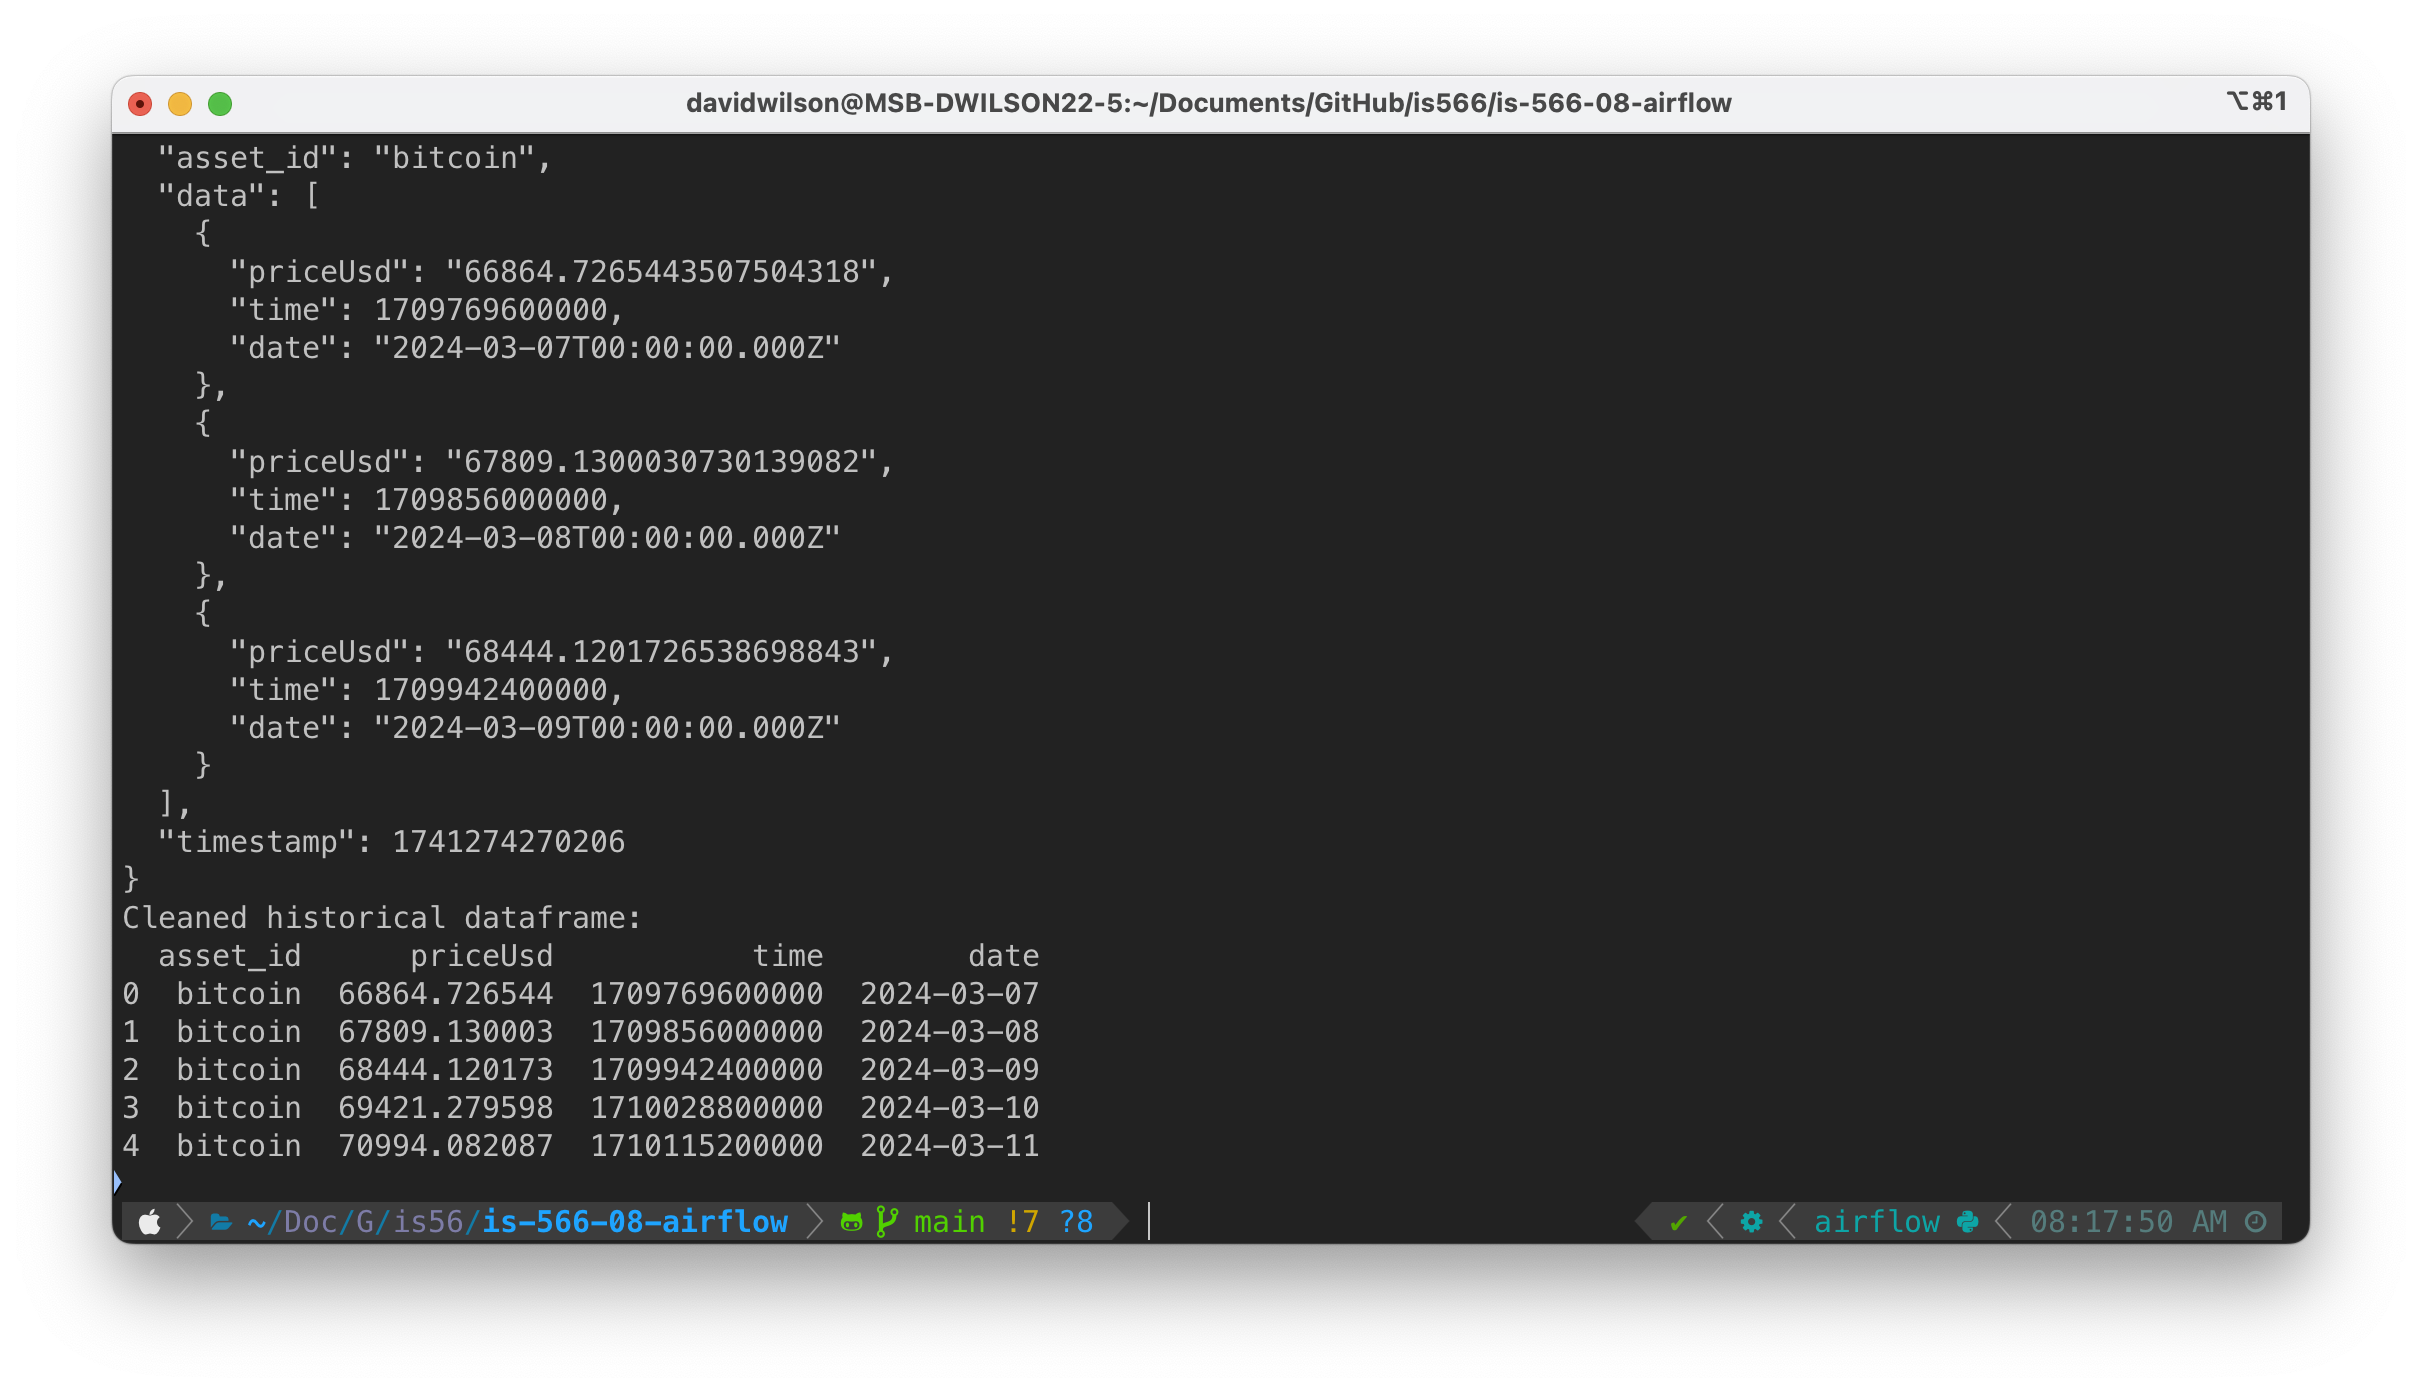 davidwilson@MSB-DWILSON22-5:~/Documents/GitHub/is566/is-566-08-airflow ⌥⌘1
  "asset_id": "bitcoin",
  "data": [
    {
      "priceUsd": "66864.7265443507504318",
      "time": 1709769600000,
      "date": "2024-03-07T00:00:00.000Z"
    },
    {
      "priceUsd": "67809.1300030730139082",
      "time": 1709856000000,
      "date": "2024-03-08T00:00:00.000Z"
    },
    {
      "priceUsd": "68444.1201726538698843",
      "time": 1709942400000,
      "date": "2024-03-09T00:00:00.000Z"
    }
  ],
  "timestamp": 1741274270206
}
Cleaned historical dataframe:
  asset_id      priceUsd           time        date
0  bitcoin  66864.726544  1709769600000  2024-03-07
1  bitcoin  67809.130003  1709856000000  2024-03-08
2  bitcoin  68444.120173  1709942400000  2024-03-09
3  bitcoin  69421.279598  1710028800000  2024-03-10
4  bitcoin  70994.082087  1710115200000  2024-03-11
~/Doc/G/is56/is-566-08-airflow main !7 ?8 ✔ airflow 08:17:50 AM